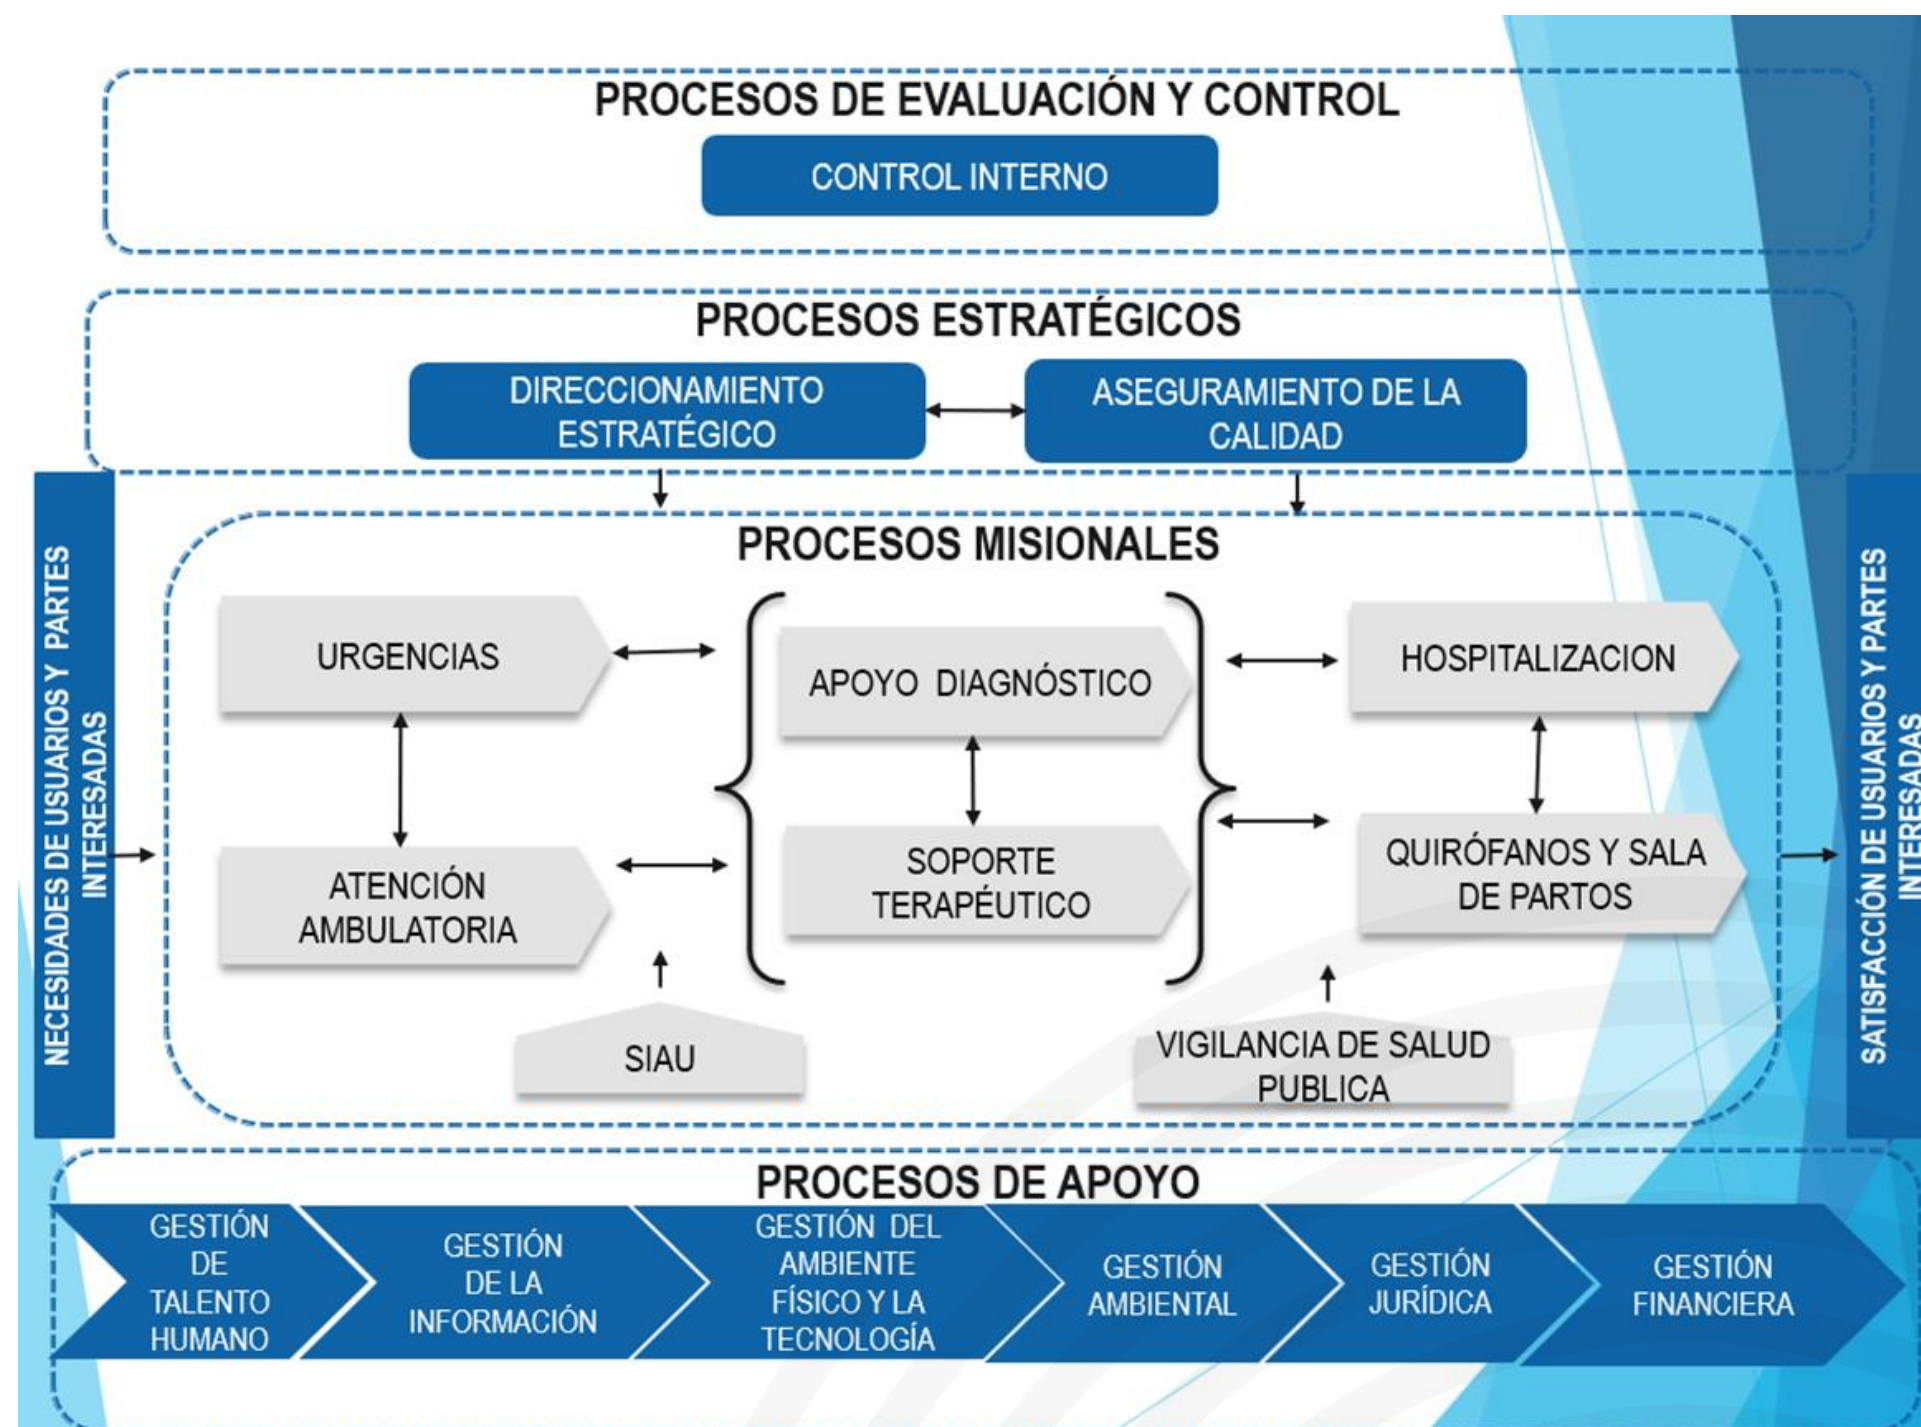 PROCESOS DE EVALUACIÓN Y CONTROL
CONTROL INTERNO
PROCESOS ESTRATÉGICOS
DIRECCIONAMIENTO
ESTRATÉGICO
ASEGURAMIENTO DE LA
CALIDAD
NECESIDADES DE USUARIOS Y PARTES
INTERESADAS
PROCESOS MISIONALES
URGENCIAS
APOYO DIAGNÓSTICO
HOSPITALIZACION
ATENCIÓN
AMBULATORIA
SOPORTE
TERAPÉUTICO
QUIRÓFANOS Y SALA
DE PARTOS
SIAU
VIGILANCIA DE SALUD
PUBLICA
SATISFACCIÓN DE USUARIOS Y PARTES
INTERESADAS
PROCESOS DE APOYO
GESTIÓN
DE
TALENTO
HUMANO
GESTIÓN
DE LA
INFORMACIÓN
GESTIÓN DEL
AMBIENTE
FÍSICO Y LA
TECNOLOGÍA
GESTIÓN
AMBIENTAL
GESTIÓN
JURÍDICA
GESTIÓN
FINANCIERA